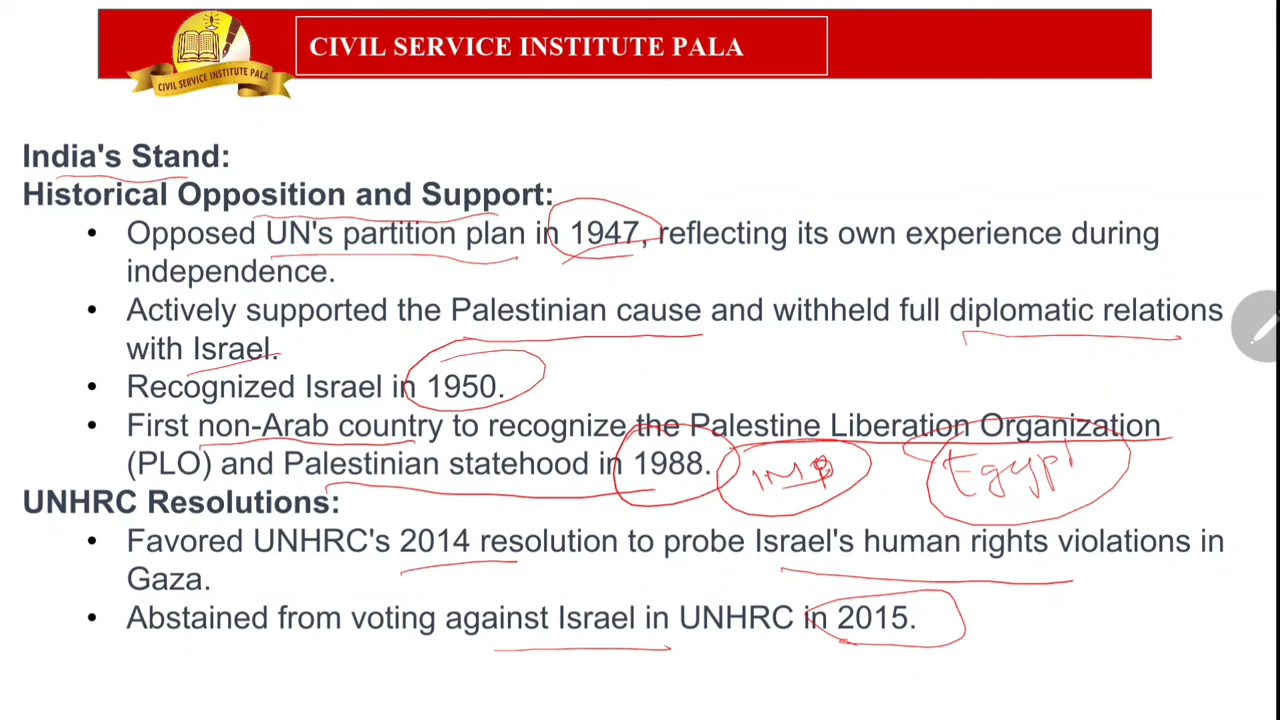 CIVIL SERVICE INSTITUTE PALA
CIVIL SERVICE INSTITUTE PALA
India's Stand:
Historical Opposition and Support:
• Opposed UN's partition plan in 1947, reflecting its own experience during
independence.
• Actively supported the Palestinian cause and withheld full diplomatic relations
with Israel.
• Recognized Israel in 1950.
• First non-Arab country to recognize the Palestine Liberation Organization
(PLO) and Palestinian statehood in 1988.
IMP
Egypt
UNHRC Resolutions:
• Favored UNHRC's 2014 resolution to probe Israel's human rights violations in
Gaza.
• Abstained from voting against Israel in UNHRC in 2015.